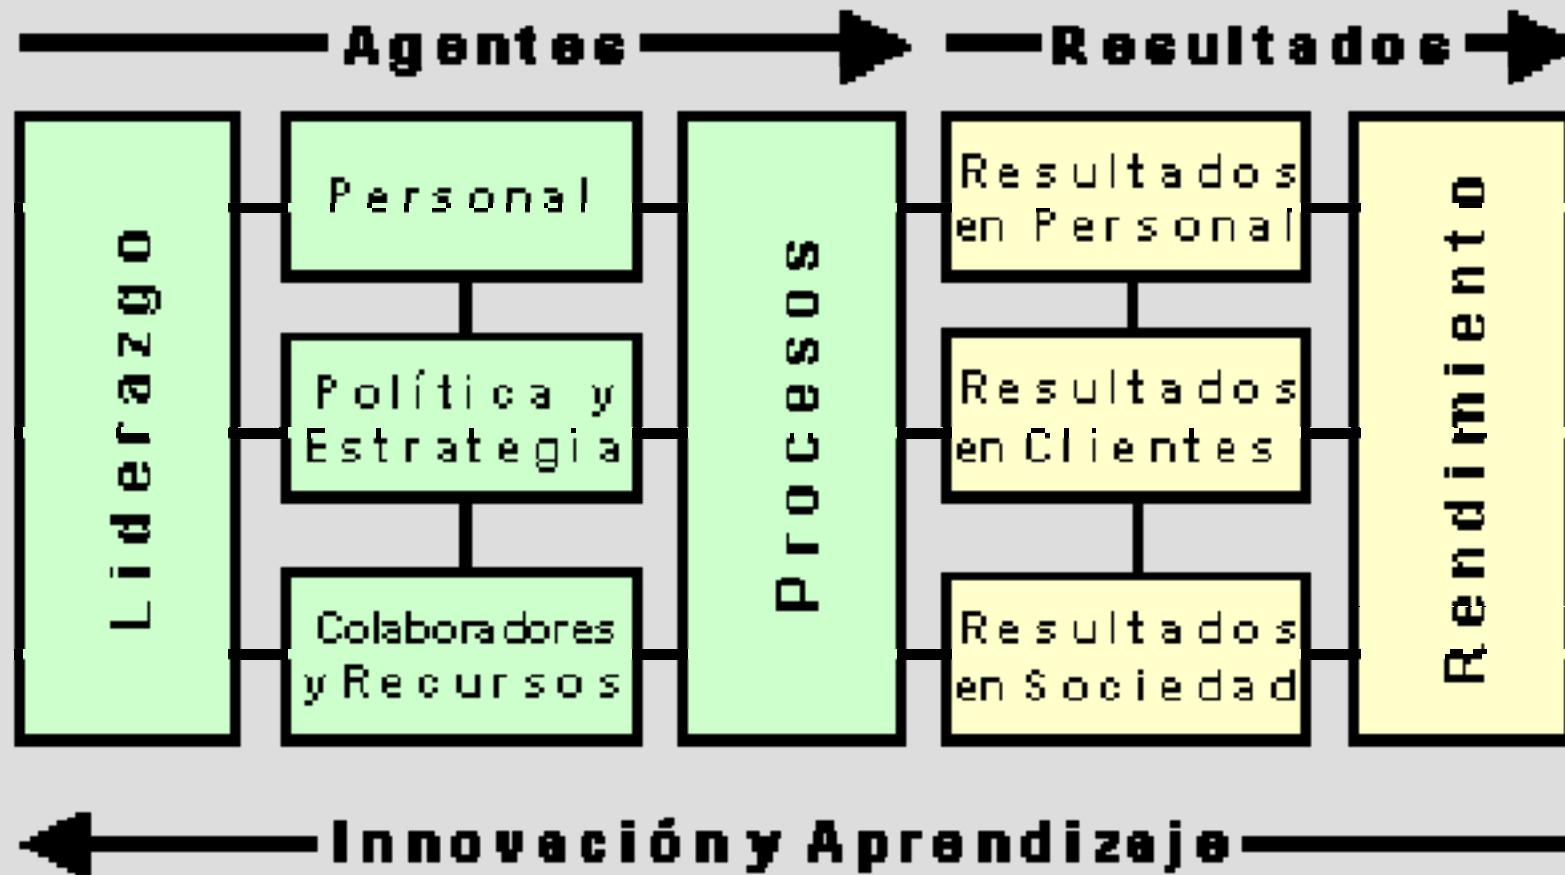 Agentes
Resultados
Liderazgo
Personal
Política y
Estrategia
Colaboradores
y Recursos
Procesos
Resultados
en Personal
Resultados
en Clientes
Resultados
en Sociedad
Rendimiento
Innovación y Aprendizaje